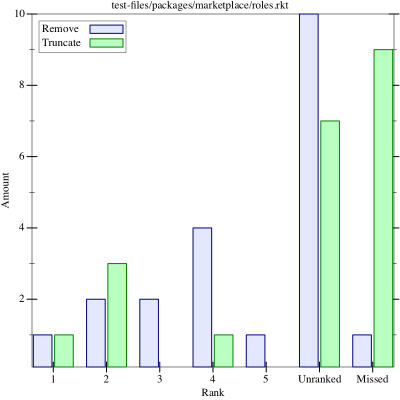 test-files/packages/marketplace/roles.rkt
10
Remove
Truncate
8
6
4
2
Amount
1 2 3 4 5 Unranked Missed
Rank